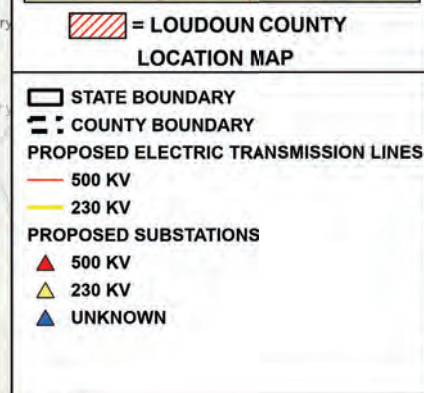 = LOUDOUN COUNTY
LOCATION MAP
STATE BOUNDARY
COUNTY BOUNDARY
PROPOSED ELECTRIC TRANSMISSION LINES
500 KV
230 KV
PROPOSED SUBSTATIONS
500 KV
230 KV
UNKNOWN